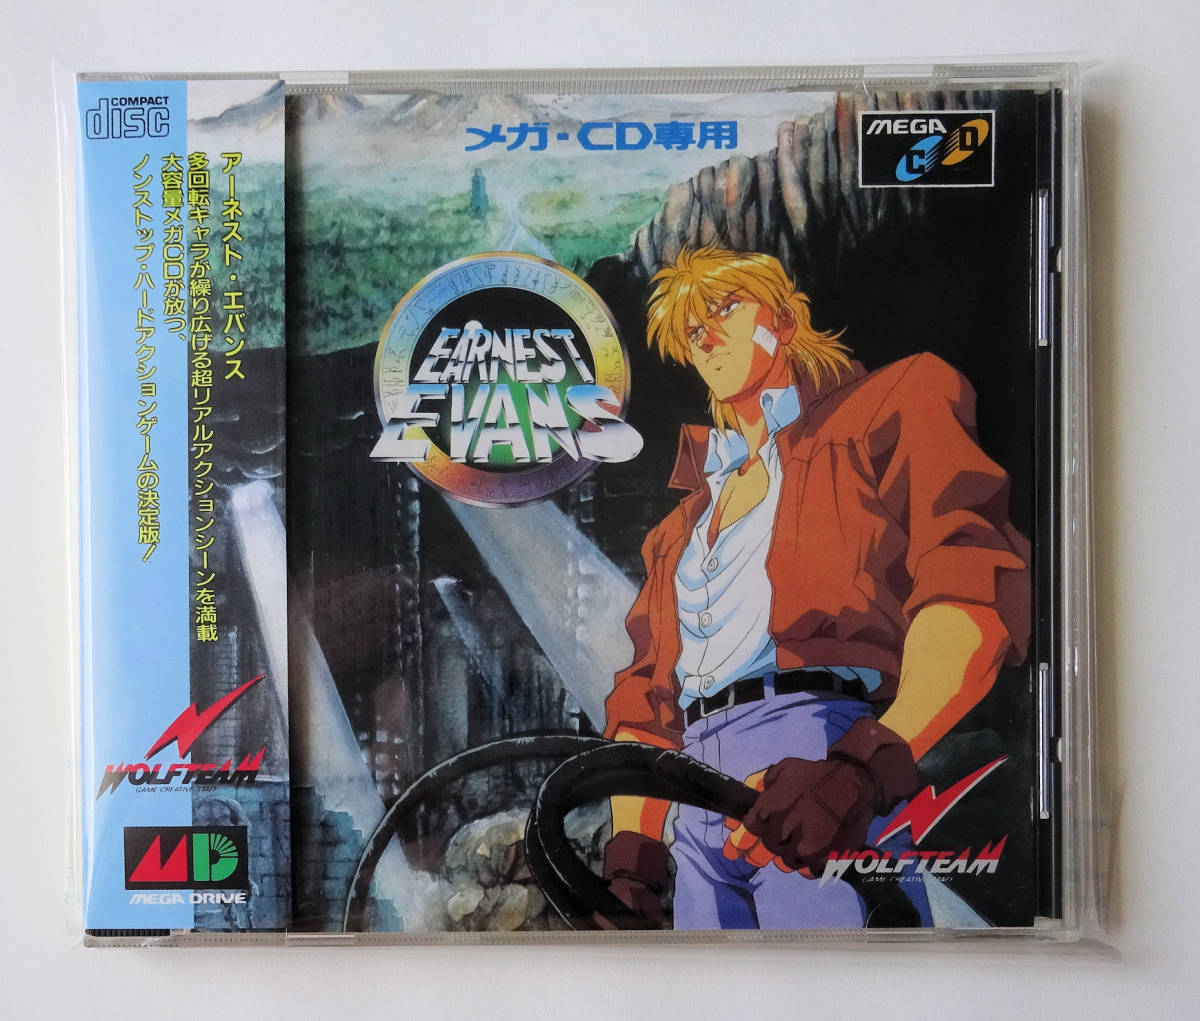 COMPACT
disc
アーネスト・エバンス
多回転キャラが繰り広げる超リアルアクションシーンを満載
大容量メガCDが放つ、
ノンストップ・ハードアクションゲームの決定版!
WOLFTEAM
GAME CREATIVE STAFF
MEGA DRIVE
メガ-CD専用
MEGA
CD
EARNEST
EVANS
WOLFTEAM
GAME CREATIVE STAFF